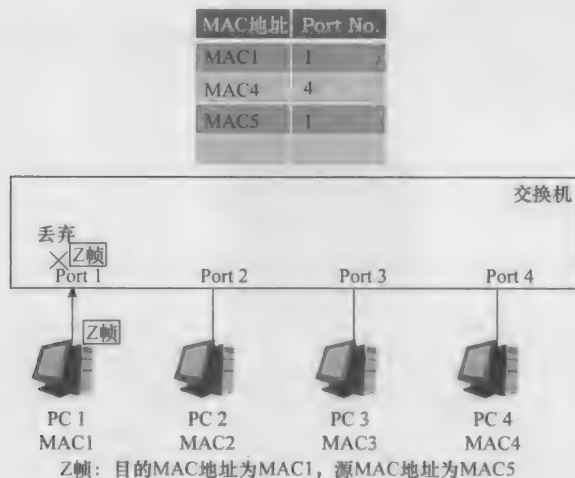 MAC地址 Port No.
MAC1 1
MAC4 4
MAC5 1
交换机
丢弃
Z帧
Port 1 Port 2 Port 3 Port 4
Z帧
PC 1 PC 2 PC 3 PC 4
MAC1 MAC2 MAC3 MAC4
Z帧：目的MAC地址为MAC1，源MAC地址为MAC5